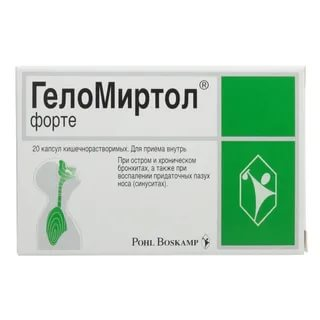 ГелоМиртол®
форте
20 капсул кишечнорастворимых. Для приема внутрь
При остром и хроническом
бронхитах, а также при
воспалении придаточных пазух
носа (синуситах).
POHL BOSKAMP